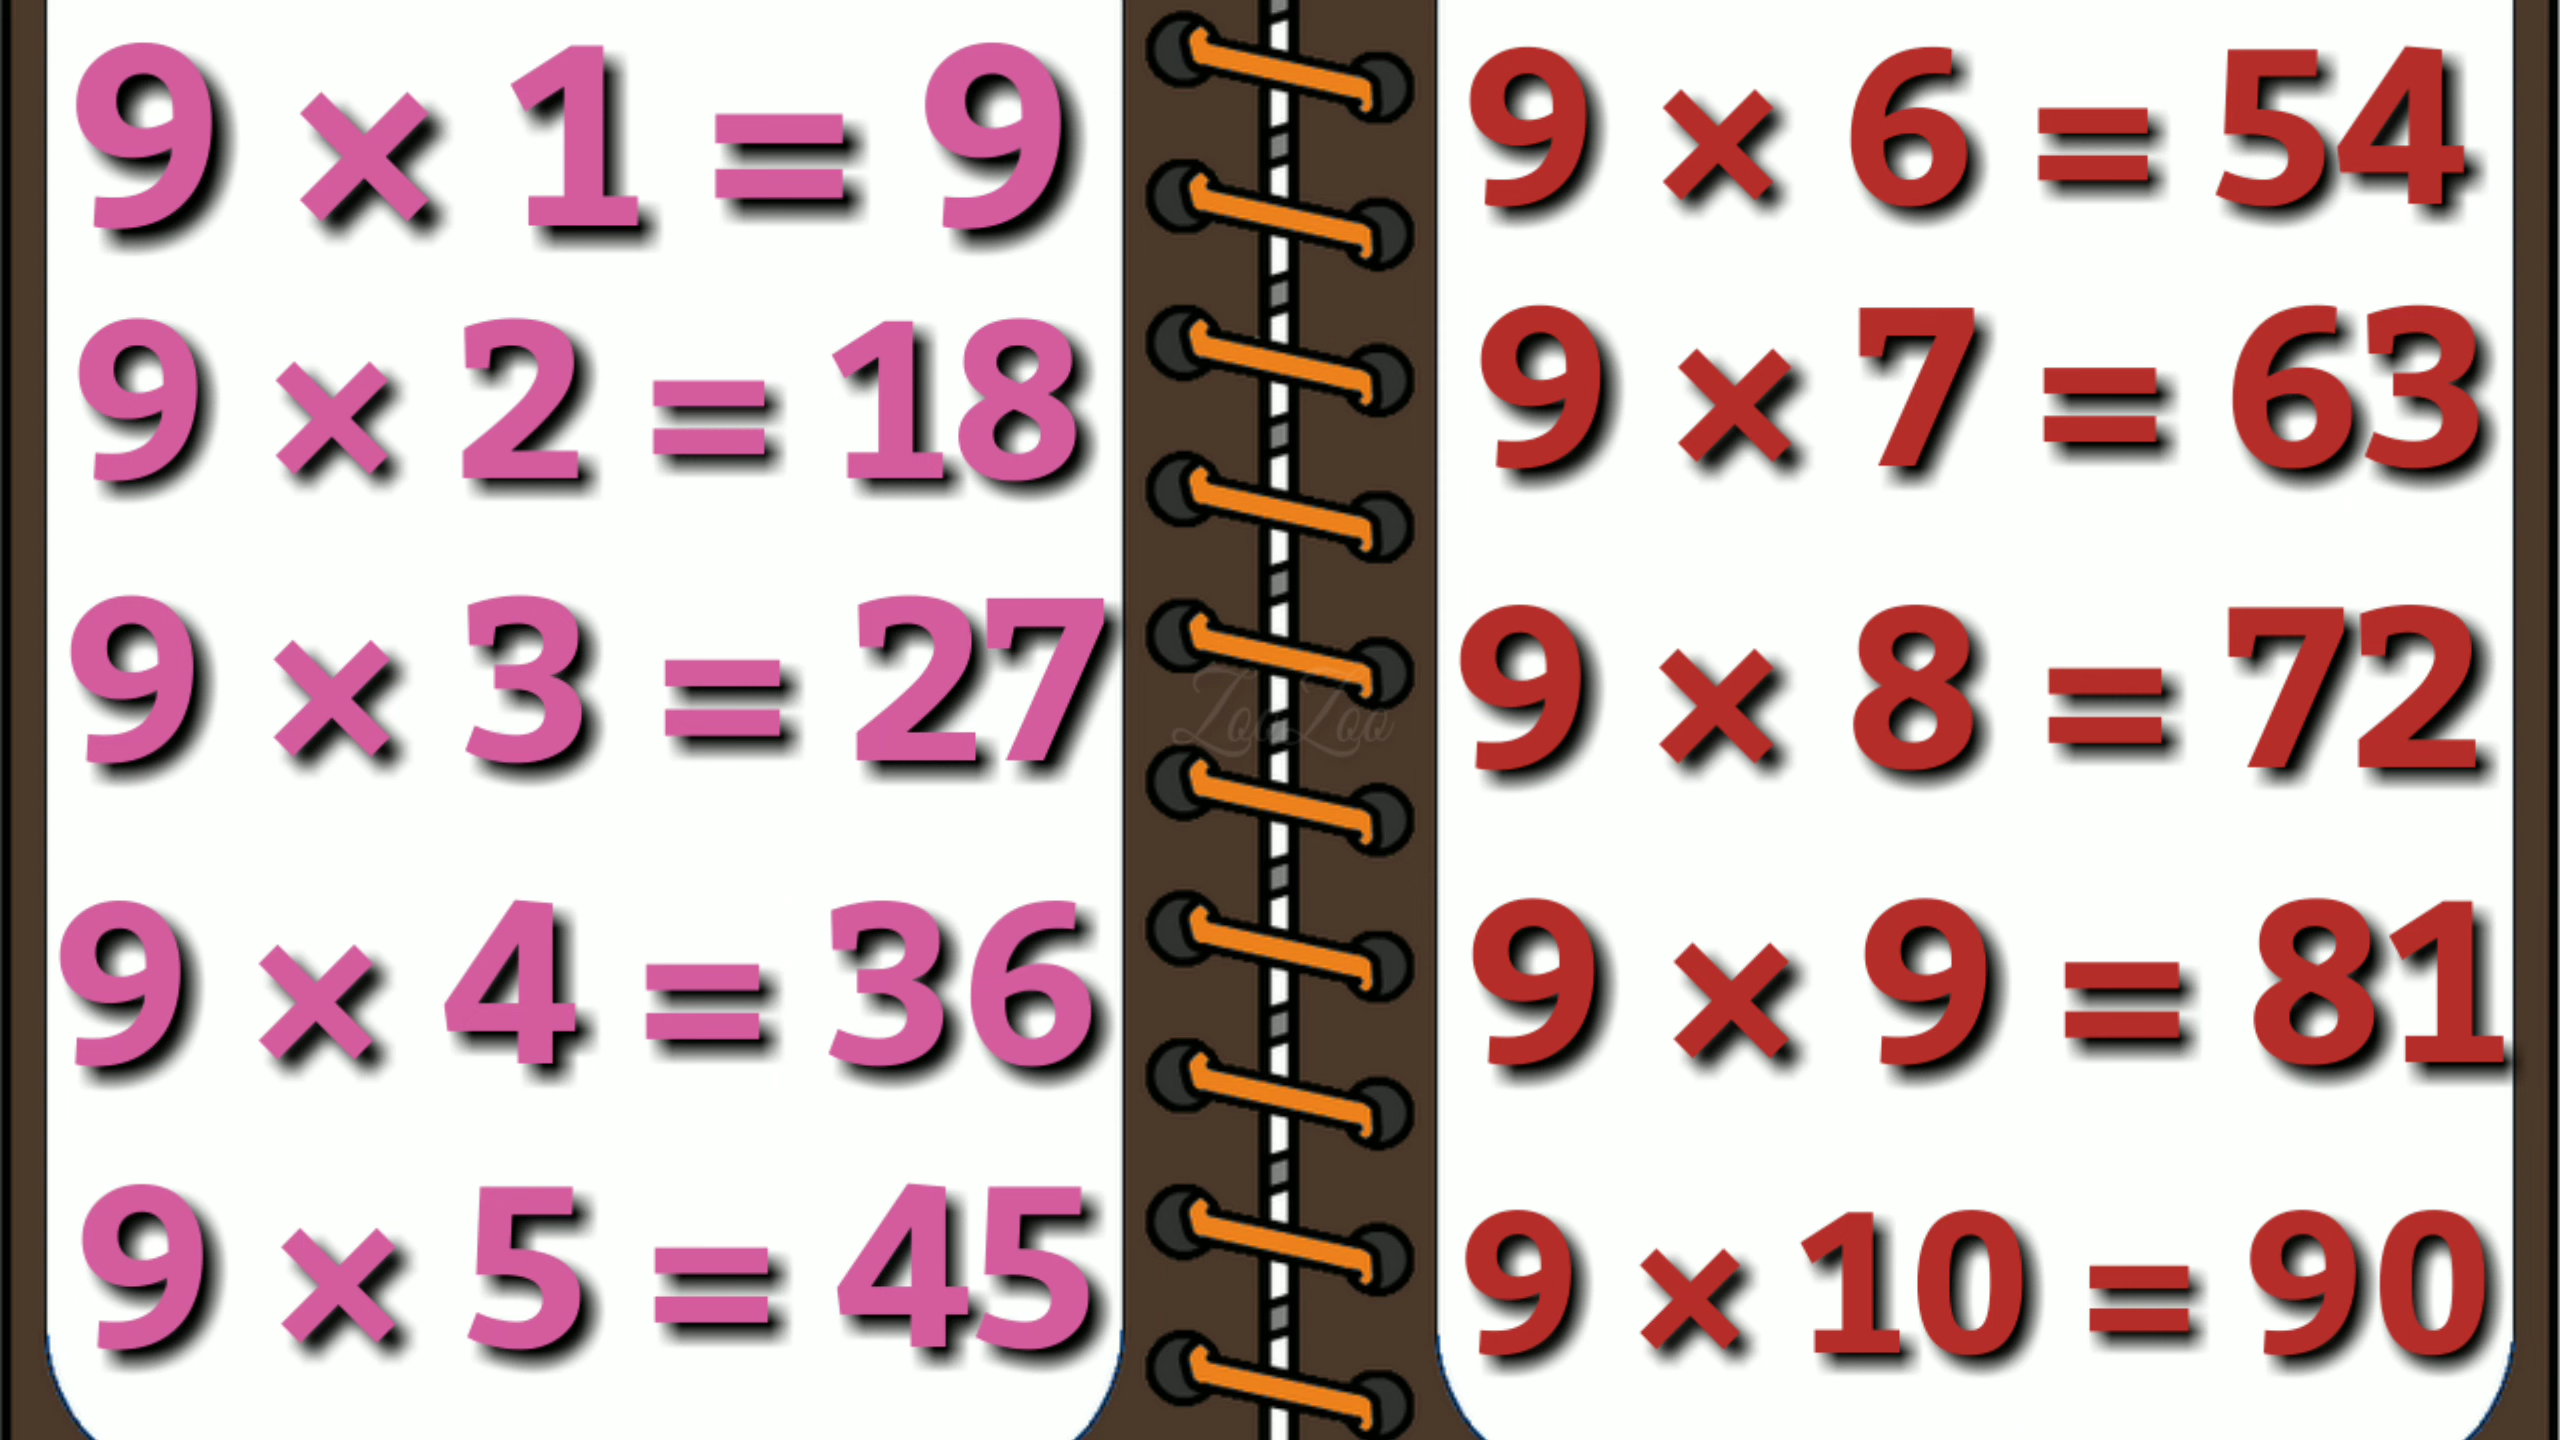 9 × 1 = 9
9 × 2 = 18
9 × 3 = 27
9 × 4 = 36
9 × 5 = 45
9 × 6 = 54
9 × 7 = 63
9 × 8 = 72
9 × 9 = 81
9 × 10 = 90
ZooZoo